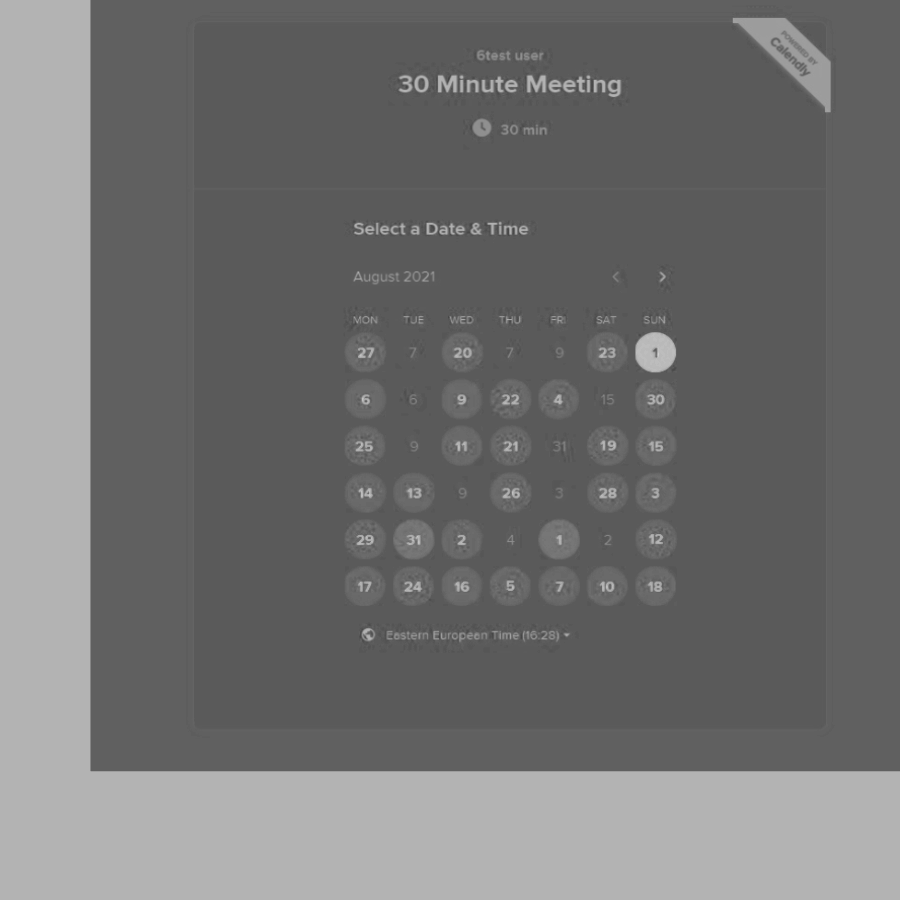 6test user
30 Minute Meeting
30 min
POWERED BY
Calendly
Select a Date & Time
August 2021
MON TUE WED THU FRI SAT SUN
27 7 20 7 9 23 1
6 6 9 22 4 15 30
25 9 11 21 31 19 15
14 13 9 26 3 28 3
29 31 2 4 1 2 12
17 24 16 5 7 10 18
Eastern European Time (16:28)